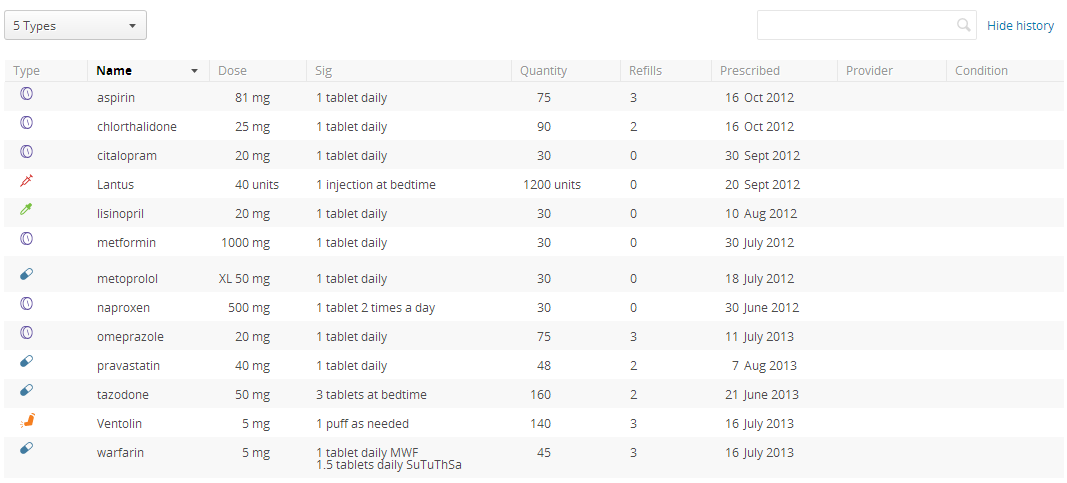 5 Types
Hide history
Type Name Dose Sig Quantity Refills Prescribed Provider Condition
aspirin 81 mg 1 tablet daily 75 3 16 Oct 2012
chlorthalidone 25 mg 1 tablet daily 90 2 16 Oct 2012
citalopram 20 mg 1 tablet daily 30 0 30 Sept 2012
Lantus 40 units 1 injection at bedtime 1200 units 0 20 Sept 2012
lisinopril 20 mg 1 tablet daily 30 0 10 Aug 2012
metformin 1000 mg 1 tablet daily 30 0 30 July 2012
metoprolol XL 50 mg 1 tablet daily 30 0 18 July 2012
naproxen 500 mg 1 tablet 2 times a day 30 0 30 June 2012
omeprazole 20 mg 1 tablet daily 75 3 11 July 2013
pravastatin 40 mg 1 tablet daily 48 2 7 Aug 2013
tazodone 50 mg 3 tablets at bedtime 160 2 21 June 2013
Ventolin 5 mg 1 puff as needed 140 3 16 July 2013
warfarin 5 mg 1 tablet daily MWF 45 3 16 July 2013
1.5 tablets daily SuTuThSa